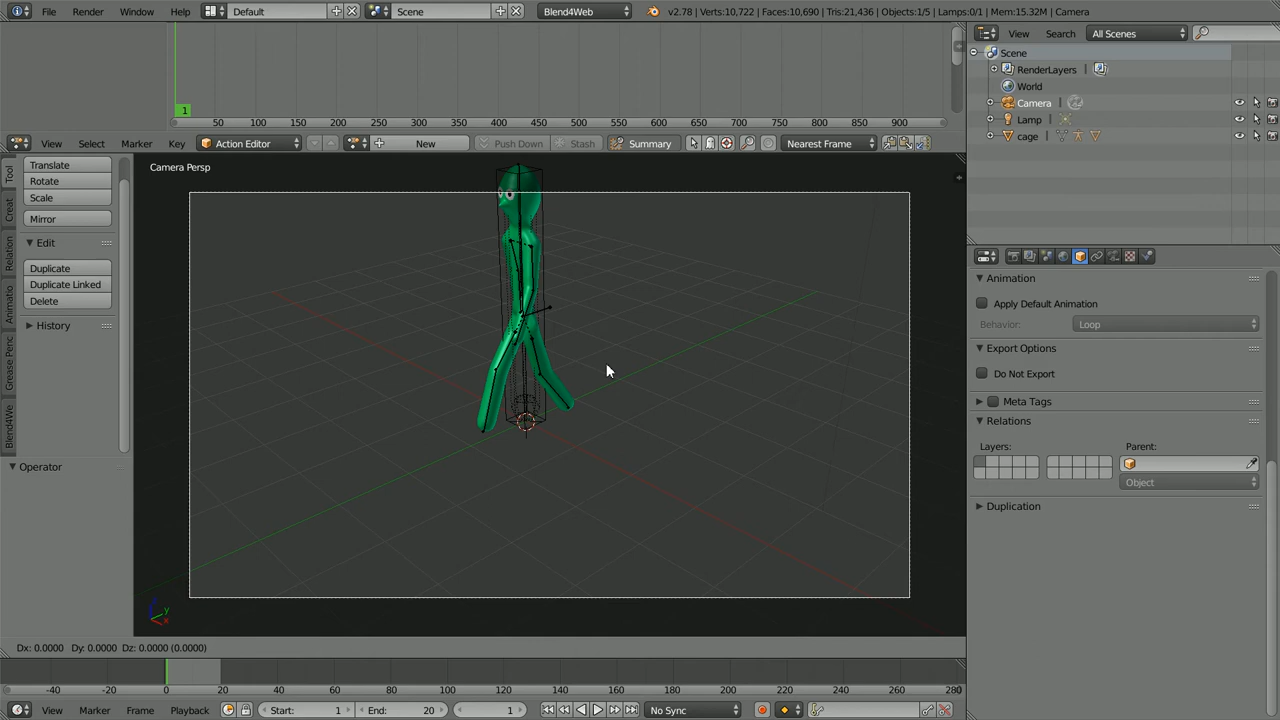 File Render Window Help Default Scene Blend4Web v2.78 | Verts:10,722 | Faces:10,690 | Tris:21,436 | Objects:1/5 | Lamps:0/1 | Mem:15.32M | Camera
View Search All Scenes
Scene
RenderLayers
World
Camera
Lamp
cage
1
50 100 150 200 250 300 350 400 450 500 550 600 650 700 750 800 850 900
View Select Marker Key Action Editor New Push Down Stash Summary Nearest Frame
Tool
Creat
Relation
Animatio
Grease Penc
Blend4We
Translate
Rotate
Scale
Mirror
Edit
Duplicate
Duplicate Linked
Delete
History
Operator
Camera Persp
z
y
x
Animation
Apply Default Animation
Behavior: Loop
Export Options
Do Not Export
Meta Tags
Relations
Layers: Parent:
Object
Duplication
Dx: 0.0000 Dy: 0.0000 Dz: 0.0000 (0.0000)
-40 -20 0 20 40 60 80 100 120 140 160 180 200 220 240 260 280
View Marker Frame Playback Start: 1 End: 20 1 No Sync